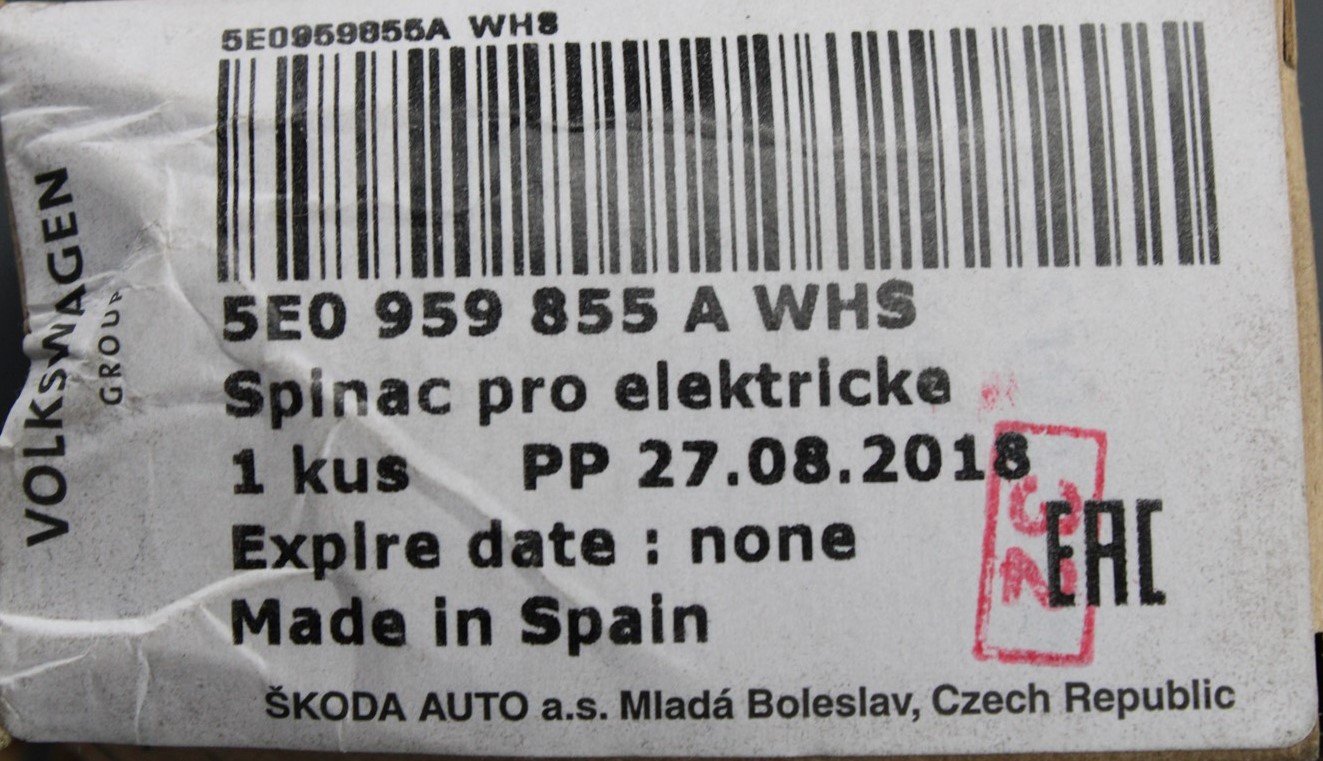 5E0959855A WHS
VOLKSWAGEN
GROUP
5E0 959 855 A WHS
Spinac pro elektricke
1 kus PP 27.08.2018
Expire date : none
EAC
Made in Spain
ŠKODA AUTO a.s. Mladá Boleslav, Czech Republic